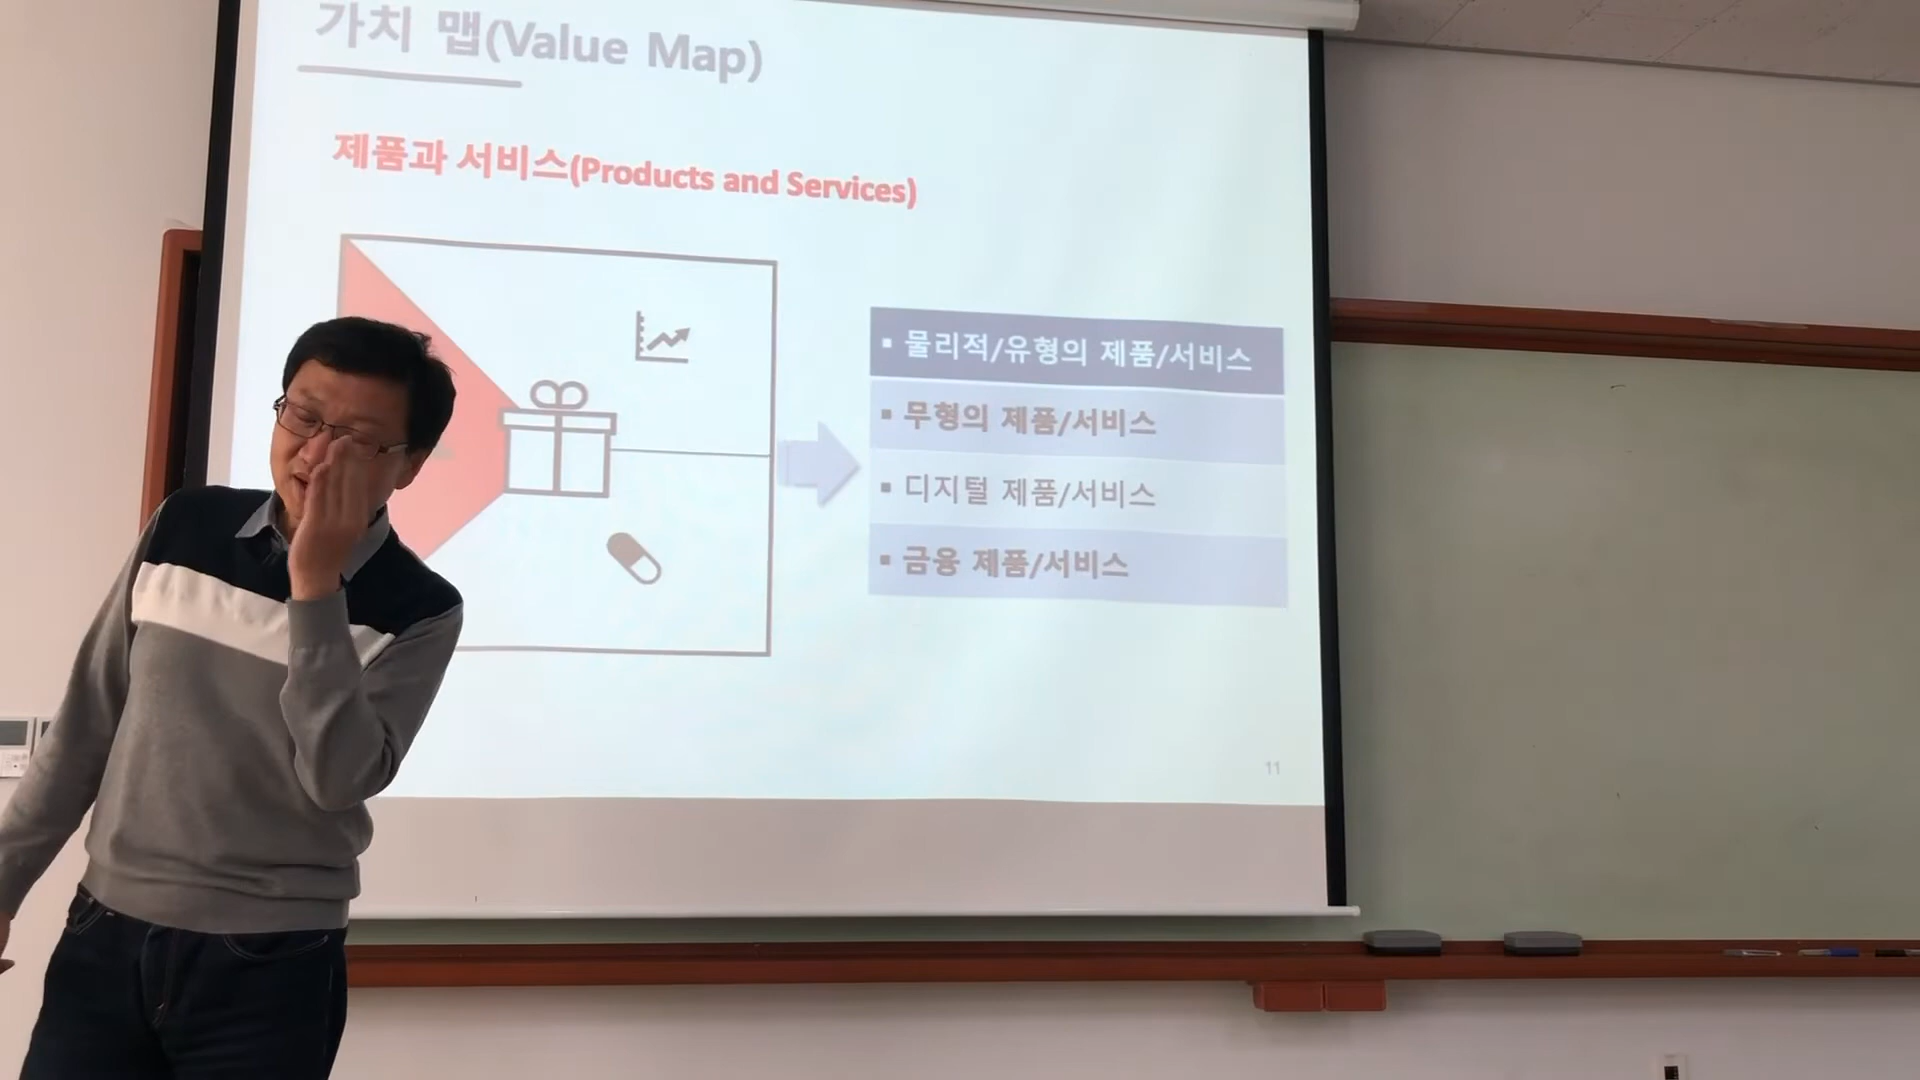 가치 맵(Value Map)
제품과 서비스(Products and Services)
▪ 물리적/유형의 제품/서비스
▪ 무형의 제품/서비스
▪ 디지털 제품/서비스
▪ 금융 제품/서비스
11